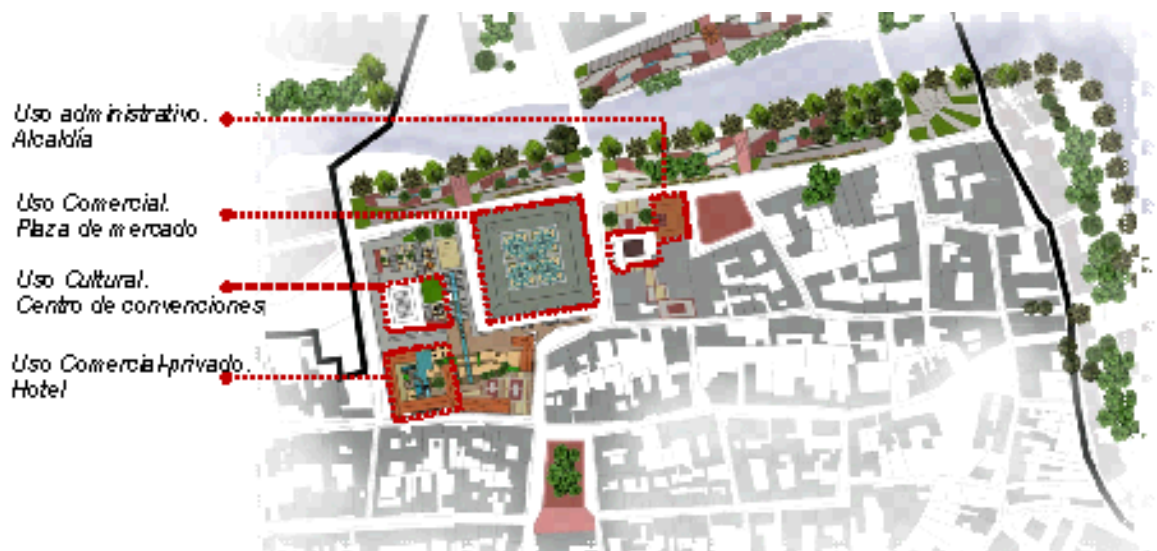 Uso administrativo.
Alcaldía
Uso Comercial.
Plaza de mercado
Uso Cultural.
Centro de convenciones
Uso Comercial-privado.
Hotel